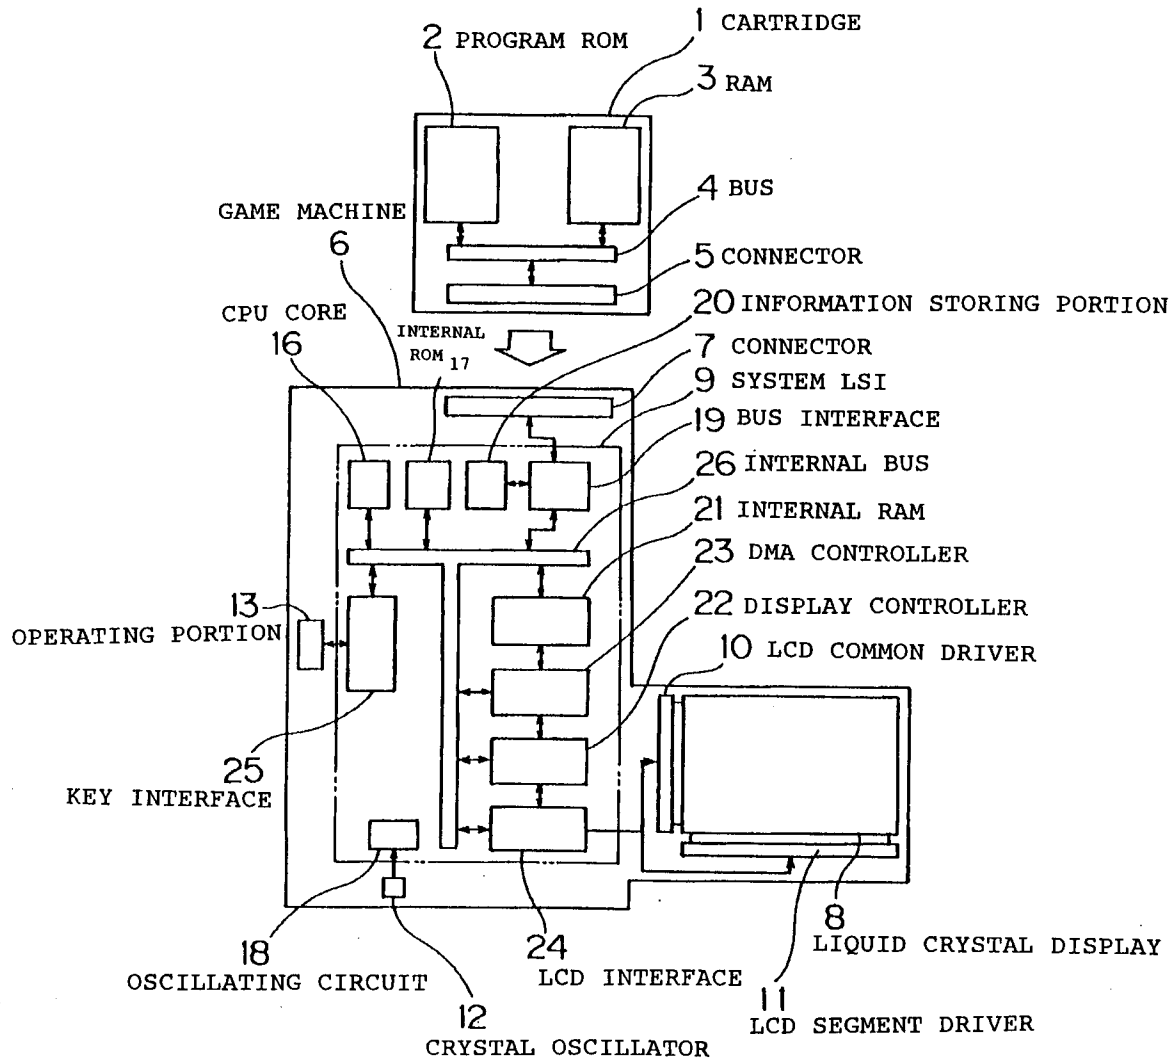 1 CARTRIDGE
2 PROGRAM ROM
3 RAM
4 BUS
GAME MACHINE
6
5 CONNECTOR
20 INFORMATION STORING PORTION
CPU CORE
16
INTERNAL
ROM 17
7 CONNECTOR
9 SYSTEM LSI
19 BUS INTERFACE
26 INTERNAL BUS
21 INTERNAL RAM
23 DMA CONTROLLER
22 DISPLAY CONTROLLER
13
OPERATING PORTION
10 LCD COMMON DRIVER
25
KEY INTERFACE
8
LIQUID CRYSTAL DISPLAY
18
OSCILLATING CIRCUIT
24
LCD INTERFACE
11
LCD SEGMENT DRIVER
12
CRYSTAL OSCILLATOR